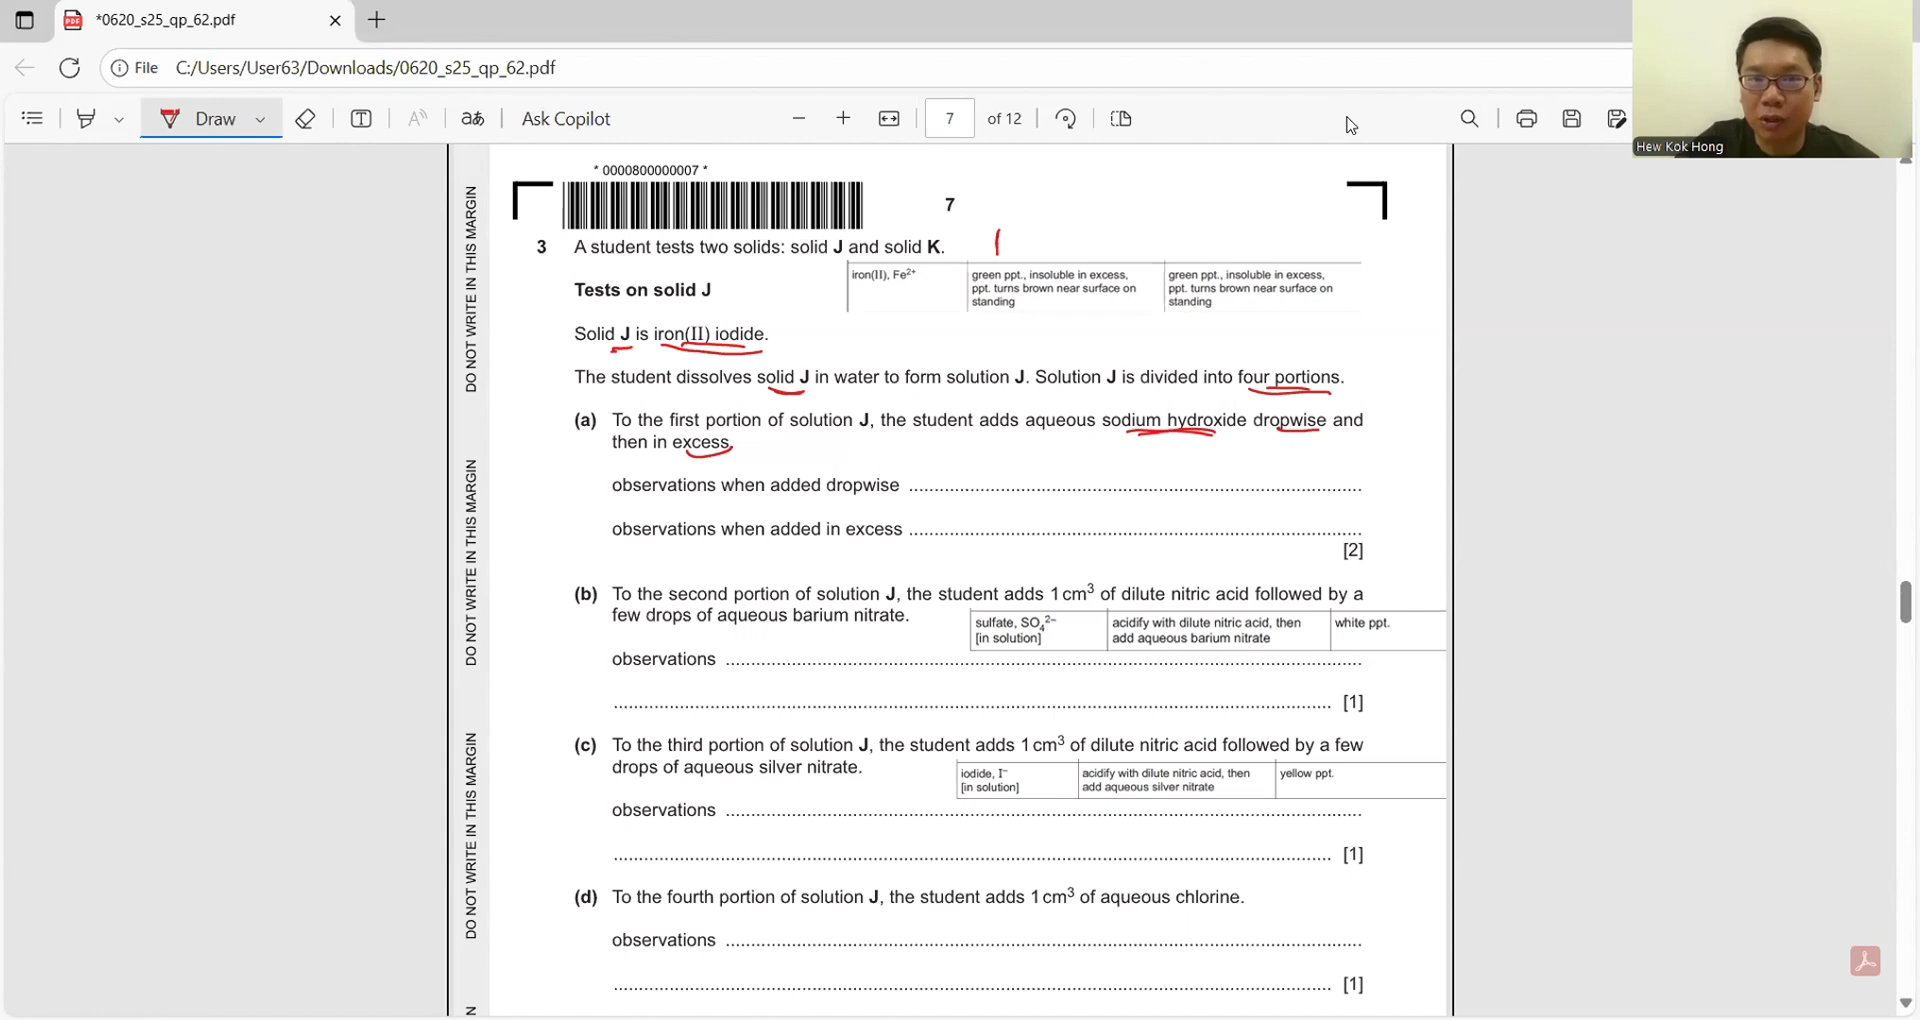 *0620_s25_qp_62.pdf
File C:/Users/User63/Downloads/0620_s25_qp_62.pdf
Draw
Ask Copilot
7 of 12
Hew Kok Hong
* 0000800000007 *
7
3 A student tests two solids: solid J and solid K.
iron(II), Fe²⁺ green ppt., insoluble in excess, ppt. turns brown near surface on standing green ppt., insoluble in excess, ppt. turns brown near surface on standing
Tests on solid J
Solid J is iron(II) iodide.
The student dissolves solid J in water to form solution J. Solution J is divided into four portions.
(a) To the first portion of solution J, the student adds aqueous sodium hydroxide dropwise and
then in excess.
observations when added dropwise ........................................................................................
observations when added in excess ........................................................................................
[2]
(b) To the second portion of solution J, the student adds 1 cm³ of dilute nitric acid followed by a
few drops of aqueous barium nitrate.
sulfate, SO₄²⁻ acidify with dilute nitric acid, then white ppt.
[in solution] add aqueous barium nitrate
observations ........................................................................................
........................................................................................ [1]
(c) To the third portion of solution J, the student adds 1 cm³ of dilute nitric acid followed by a few
drops of aqueous silver nitrate.
iodide, I⁻ acidify with dilute nitric acid, then yellow ppt.
[in solution] add aqueous silver nitrate
observations ........................................................................................
........................................................................................ [1]
(d) To the fourth portion of solution J, the student adds 1 cm³ of aqueous chlorine.
observations ........................................................................................
........................................................................................ [1]
DO NOT WRITE IN THIS MARGIN
DO NOT WRITE IN THIS MARGIN
DO NOT WRITE IN THIS MARGIN